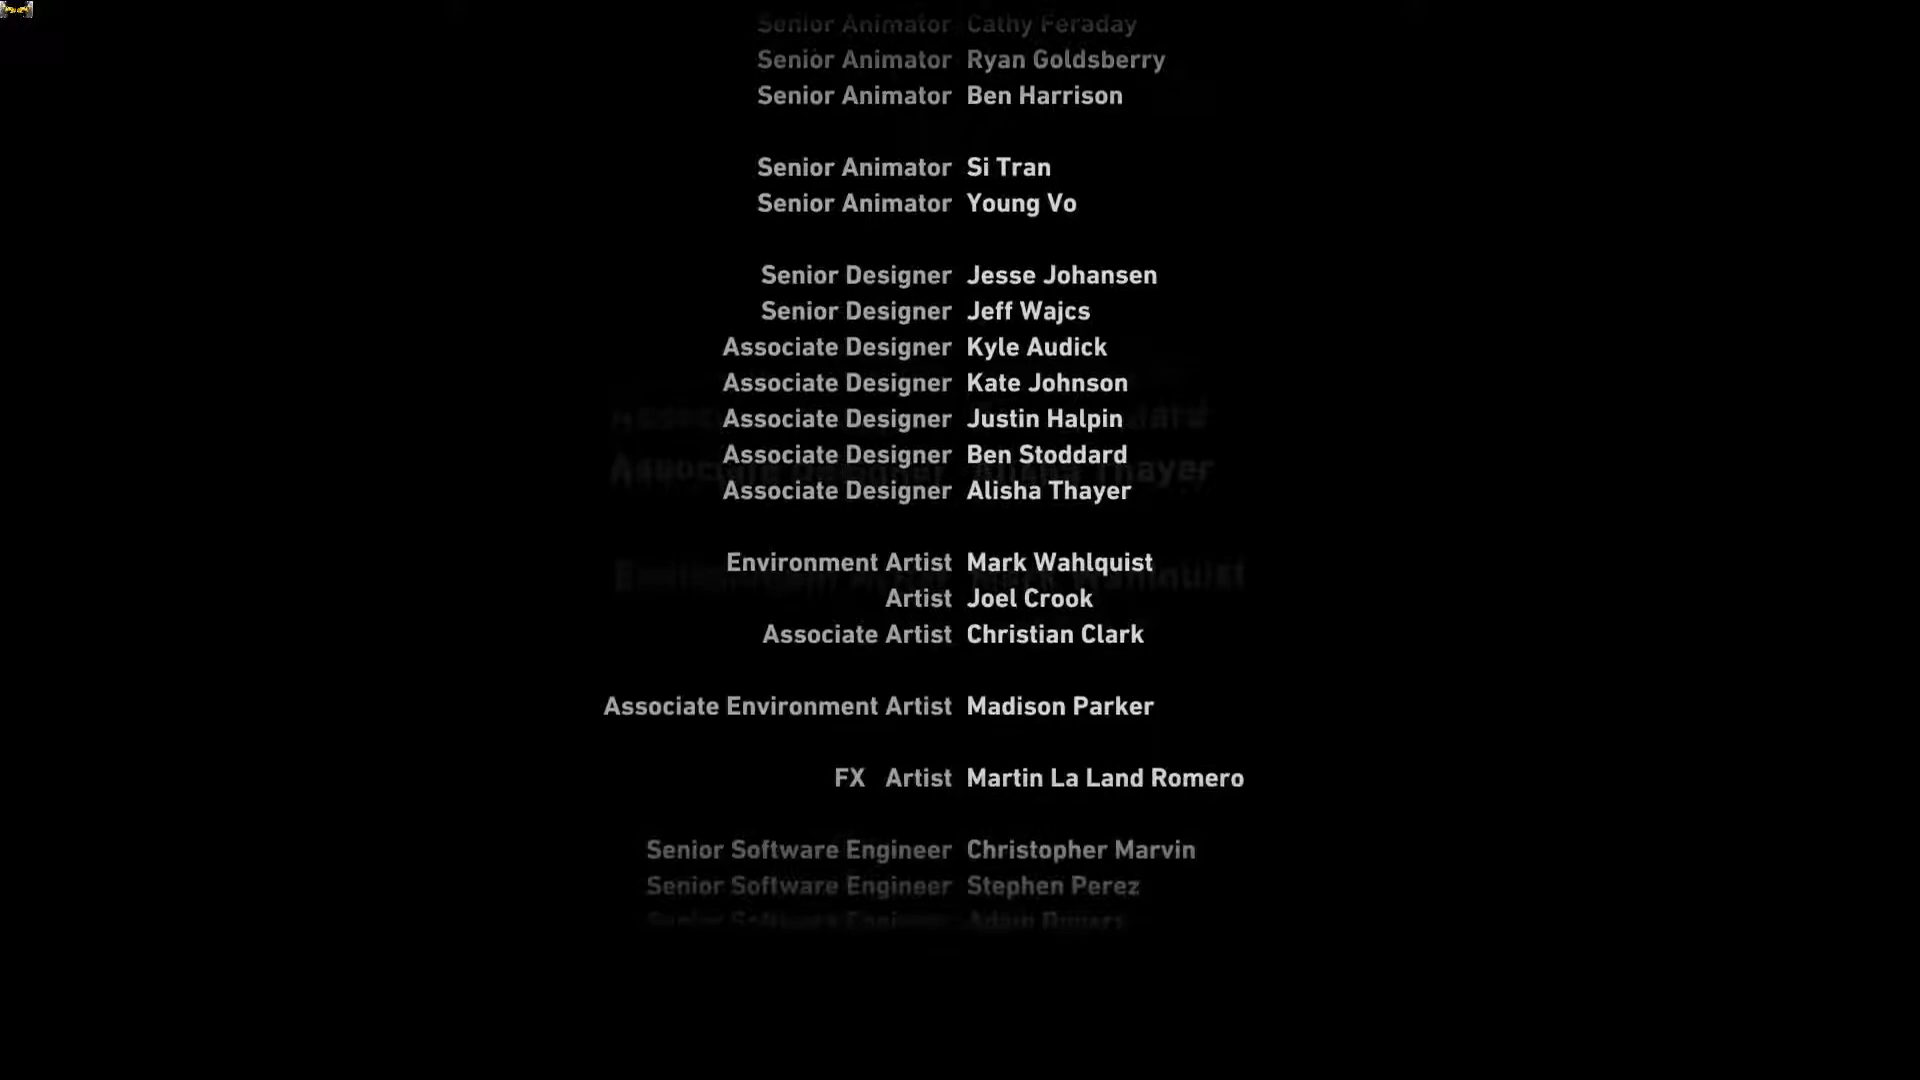 Senior Animator Cathy Feraday
Senior Animator Ryan Goldsberry
Senior Animator Ben Harrison
Senior Animator Si Tran
Senior Animator Young Vo
Senior Designer Jesse Johansen
Senior Designer Jeff Wajcs
Associate Designer Kyle Audick
Associate Designer Kate Johnson
Associate Designer Justin Halpin
Associate Designer Ben Stoddard
Associate Designer Alisha Thayer
Environment Artist Mark Wahlquist
Artist Joel Crook
Associate Artist Christian Clark
Associate Environment Artist Madison Parker
FX Artist Martin La Land Romero
Senior Software Engineer Christopher Marvin
Senior Software Engineer Stephen Perez
Senior Software Engineer Adam